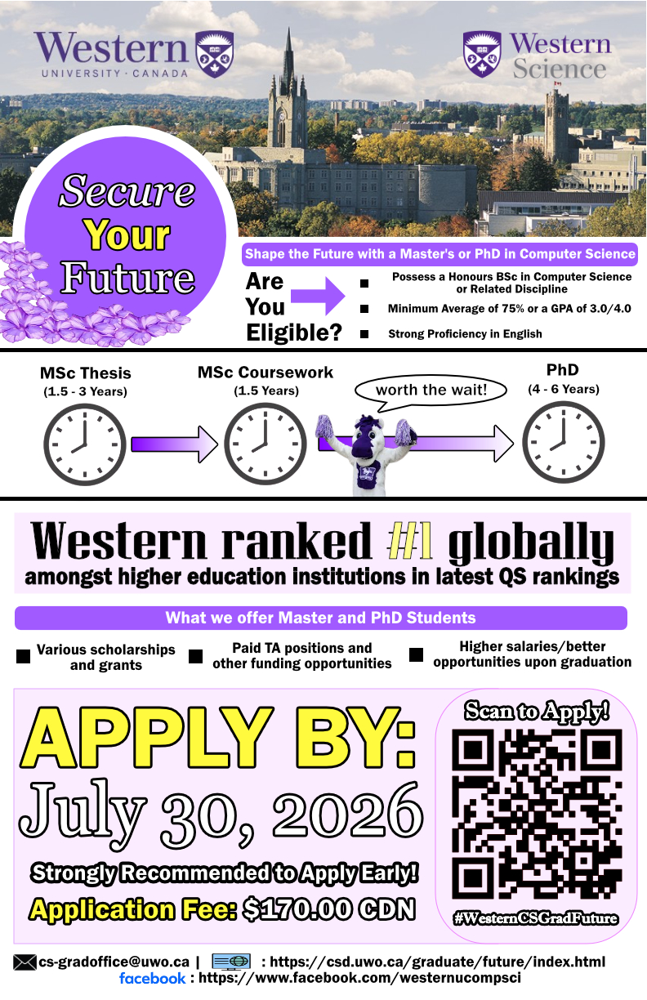 Western
UNIVERSITY · CANADA
Western
Science
Secure
Your
Future
Shape the Future with a Master's or PhD in Computer Science
Are
You
Eligible?
Possess a Honours BSc in Computer Science
or Related Discipline
Minimum Average of 75% or a GPA of 3.0/4.0
Strong Proficiency in English
MSc Thesis
(1.5 - 3 Years)
MSc Coursework
(1.5 Years)
worth the wait!
PhD
(4 - 6 Years)
Western ranked #1 globally
amongst higher education institutions in latest QS rankings
What we offer Master and PhD Students
Various scholarships
and grants
Paid TA positions and
other funding opportunities
Higher salaries/better
opportunities upon graduation
APPLY BY:
July 30, 2026
Strongly Recommended to Apply Early!
Application Fee: $170.00 CDN
Scan to Apply!
#WesternCSGradFuture
cs-gradoffice@uwo.ca | : https://csd.uwo.ca/graduate/future/index.html
facebook : https://www.facebook.com/westernucompsci